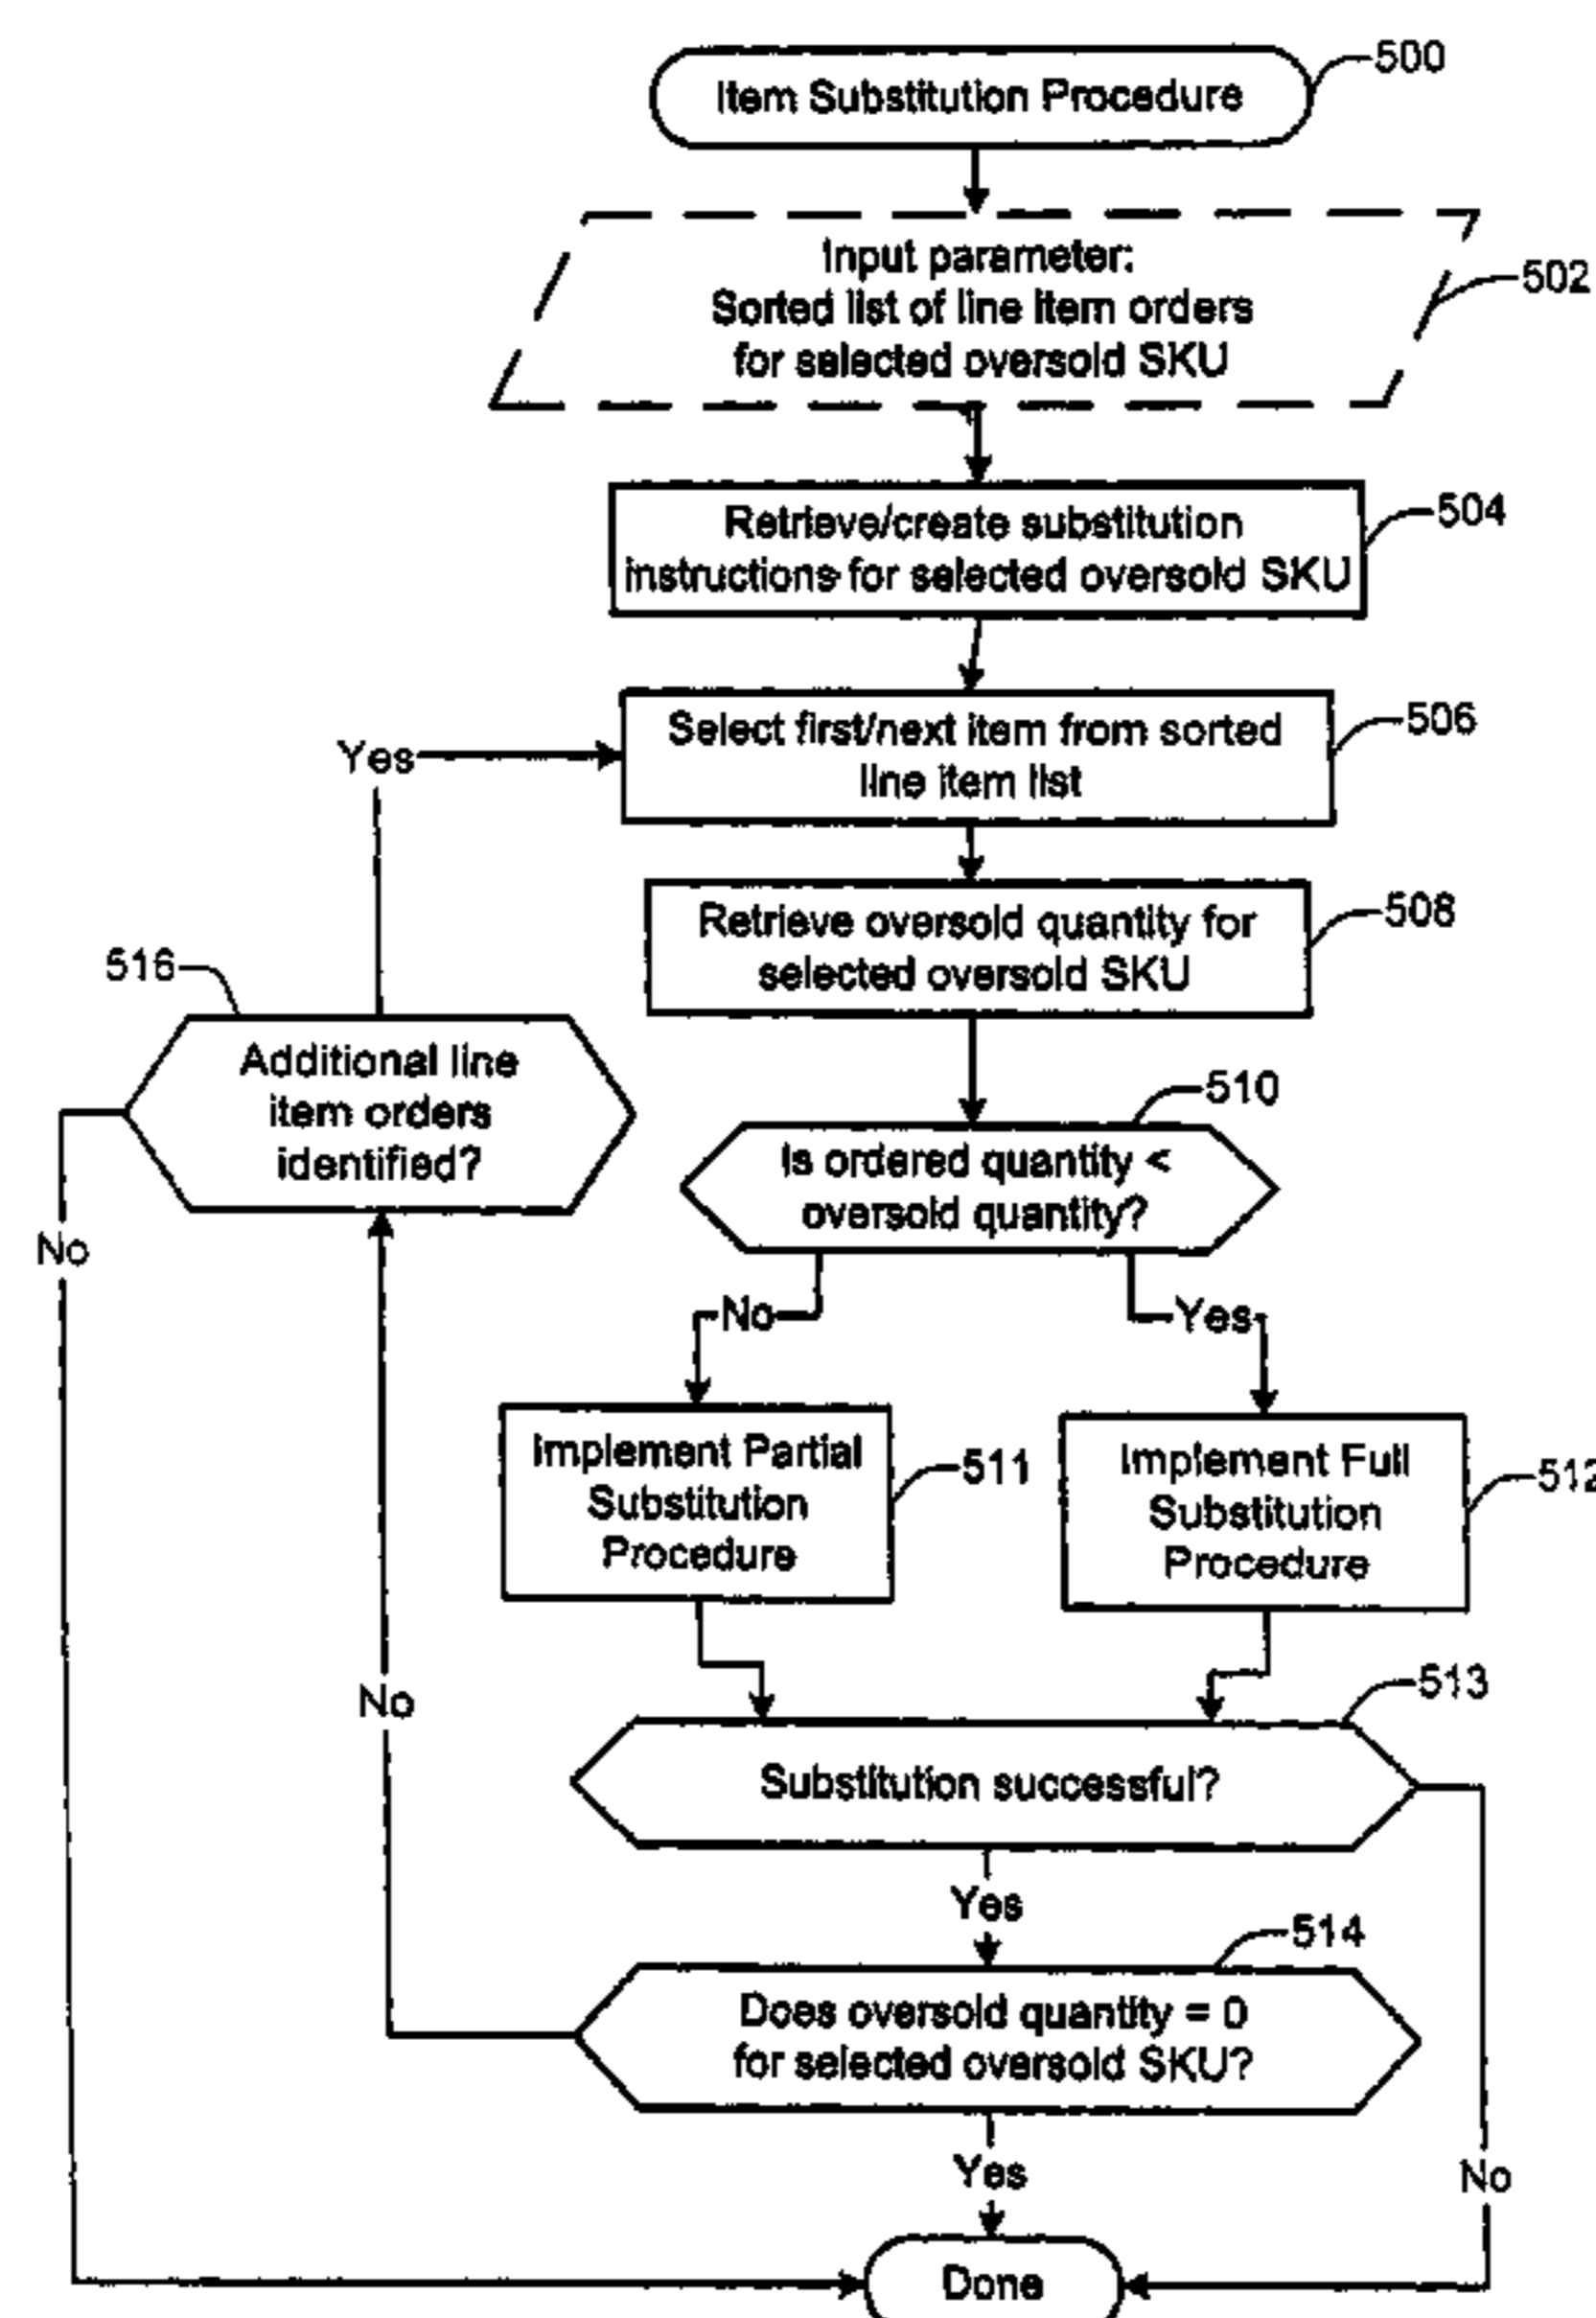 Item Substitution Procedure
500
Input parameter:
Sorted list of line item orders
for selected oversold SKU
502
Retrieve/create substitution
instructions for selected oversold SKU
504
Select first/next item from sorted
line item list
506
Yes
Retrieve oversold quantity for
selected oversold SKU
508
516
Additional line
item orders
identified?
No
510
Is ordered quantity <
oversold quantity?
No
Yes
Implement Partial
Substitution
Procedure
511
Implement Full
Substitution
Procedure
512
513
Substitution successful?
No
Yes
514
Does oversold quantity = 0
for selected oversold SKU?
Yes
No
Done